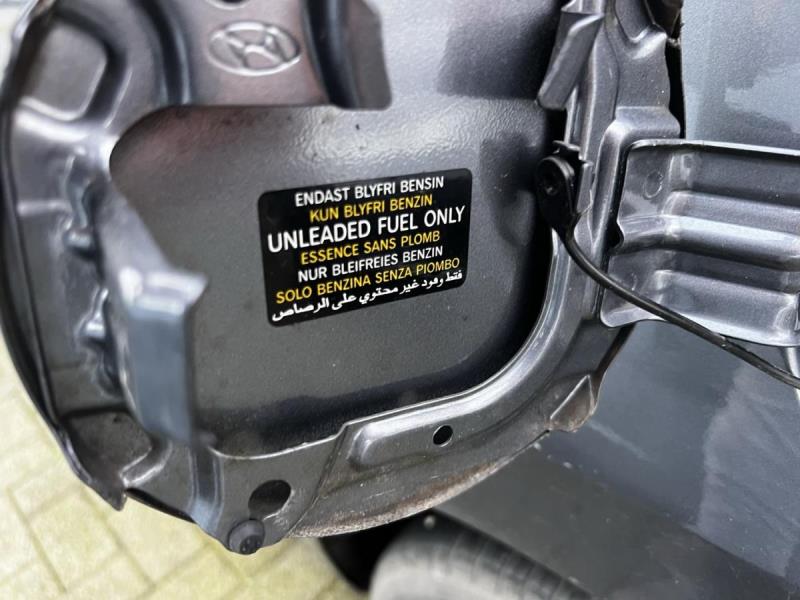 ENDAST BLYFRI BENSIN
KUN BLYFRI BENZIN
UNLEADED FUEL ONLY
ESSENCE SANS PLOMB
NUR BLEIFREIES BENZIN
SOLO BENZINA SENZA PIOMBO
فقط وقود غير محتوي على الرصاص